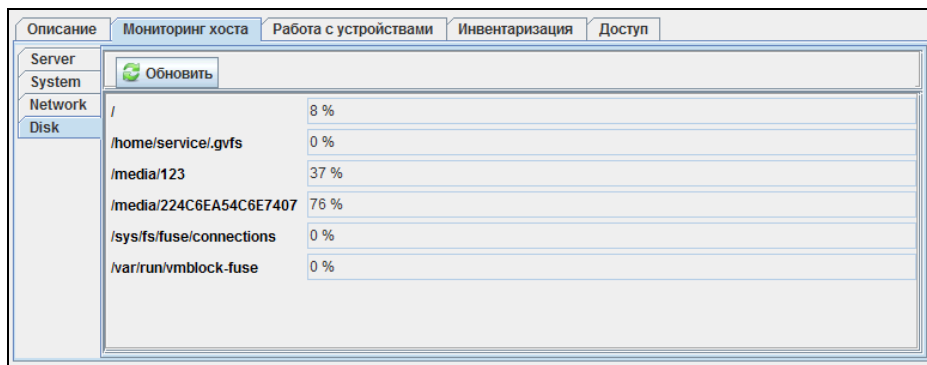 Описание Мониторинг хоста Работа с устройствами Инвентаризация Доступ
Server
System
Network
Disk
Обновить
/ 8 %
/home/service/.gvfs 0 %
/media/123 37 %
/media/224C6EA54C6E7407 76 %
/sys/fs/fuse/connections 0 %
/var/run/vmblock-fuse 0 %